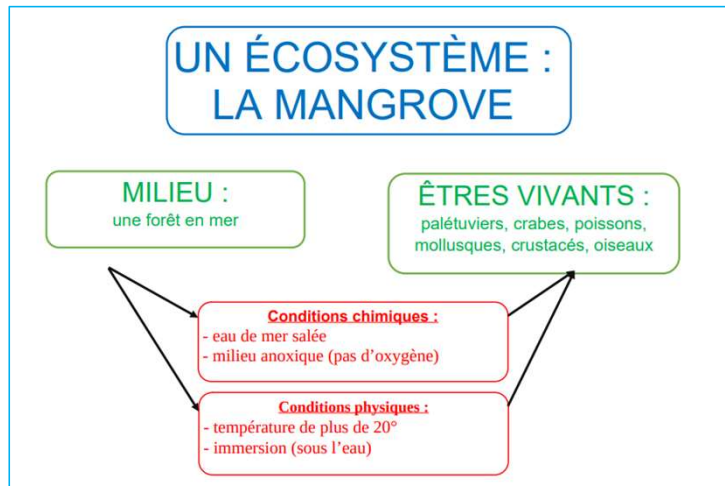 UN ÉCOSYSTÈME :
LA MANGROVE
MILIEU :
une forêt en mer
ÊTRES VIVANTS :
palétuviers, crabes, poissons,
mollusques, crustacés, oiseaux
Conditions chimiques :
- eau de mer salée
- milieu anoxique (pas d’oxygène)
Conditions physiques :
- température de plus de 20°
- immersion (sous l’eau)